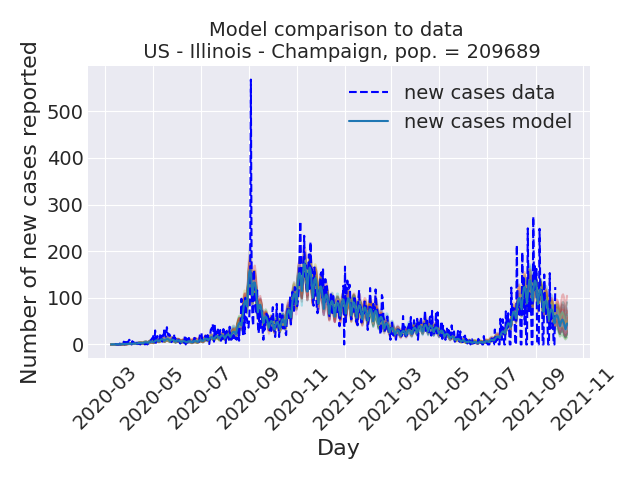 Model comparison to data
US - Illinois - Champaign, pop. = 209689
Number of new cases reported
new cases data
new cases model
500
400
300
200
100
0
2020-03
2020-05
2020-07
2020-09
2020-11
2021-01
2021-03
2021-05
2021-07
2021-09
2021-11
Day